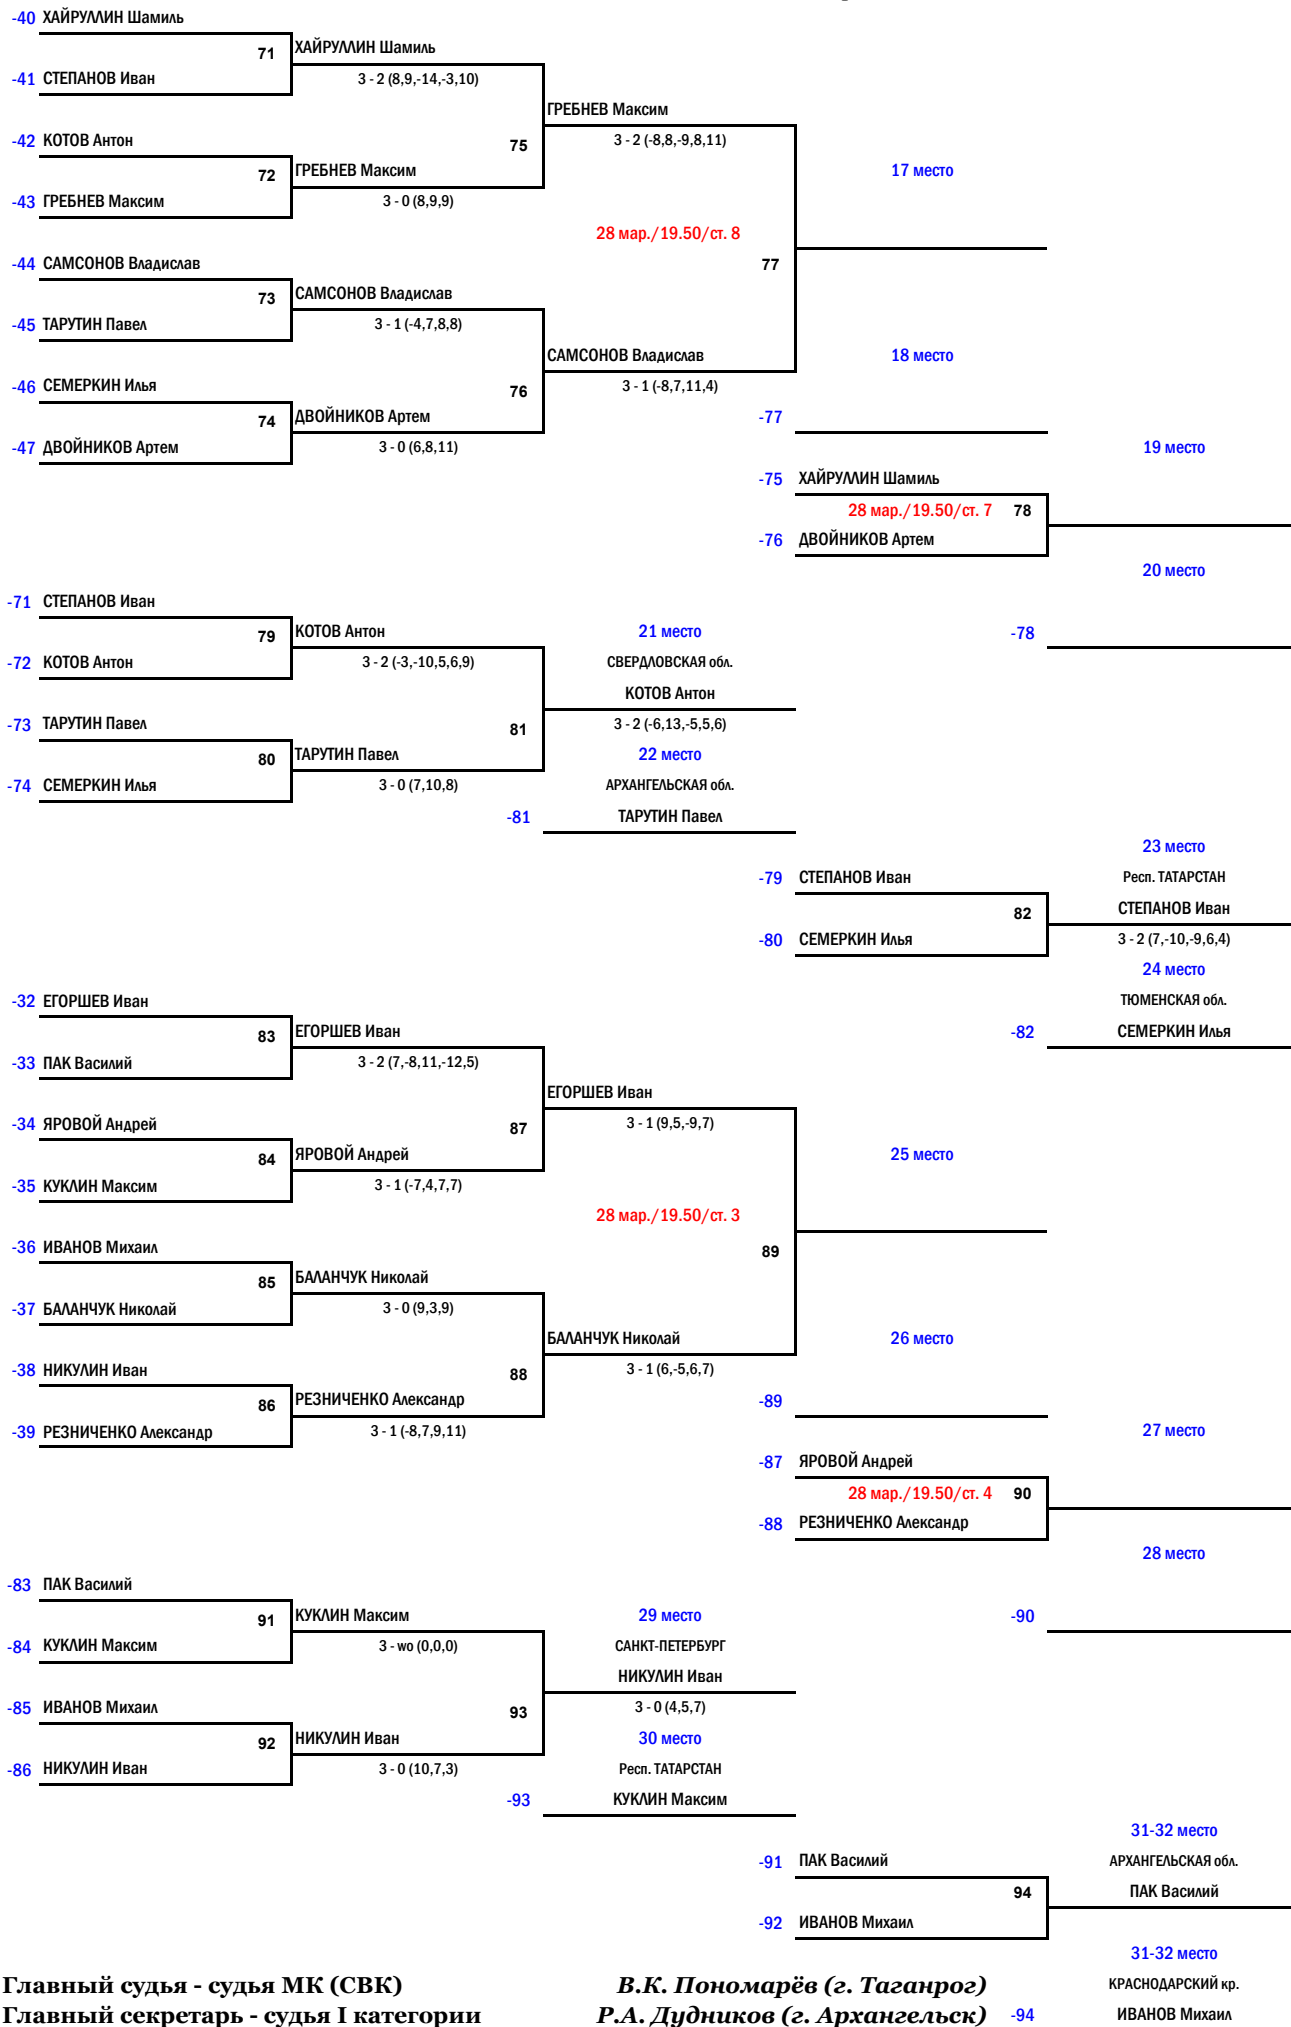 -40 ХАЙРУЛЛИН Шамиль
71 ХАЙРУЛЛИН Шамиль
-41 СТЕПАНОВ Иван 3 - 2 (8,9,-14,-3,10)
ГРЕБНЕВ Максим
-42 КОТОВ Антон 75 3 - 2 (-8,8,-9,8,11)
72 ГРЕБНЕВ Максим 17 место
-43 ГРЕБНЕВ Максим 3 - 0 (8,9,9)
28 мар./19.50/ст. 8
-44 САМСОНОВ Владислав 77
73 САМСОНОВ Владислав
-45 ТАРУТИН Павел 3 - 1 (-4,7,8,8)
САМСОНОВ Владислав 18 место
-46 СЕМЕРКИН Илья 76 3 - 1 (-8,7,11,4)
74 ДВОЙНИКОВ Артем -77
-47 ДВОЙНИКОВ Артем 3 - 0 (6,8,11) 19 место
-75 ХАЙРУЛЛИН Шамиль
28 мар./19.50/ст. 7 78
-76 ДВОЙНИКОВ Артем
20 место
-71 СТЕПАНОВ Иван
79 КОТОВ Антон 21 место -78
-72 КОТОВ Антон 3 - 2 (-3,-10,5,6,9) СВЕРДЛОВСКАЯ обл.
КОТОВ Антон
-73 ТАРУТИН Павел 81 3 - 2 (-6,13,-5,5,6)
80 ТАРУТИН Павел 22 место
-74 СЕМЕРКИН Илья 3 - 0 (7,10,8) АРХАНГЕЛЬСКАЯ обл.
-81 ТАРУТИН Павел
23 место
-79 СТЕПАНОВ Иван Респ. ТАТАРСТАН
82 СТЕПАНОВ Иван
-80 СЕМЕРКИН Илья 3 - 2 (7,-10,-9,6,4)
24 место
-32 ЕГОРШЕВ Иван ТЮМЕНСКАЯ обл.
83 ЕГОРШЕВ Иван -82 СЕМЕРКИН Илья
-33 ПАК Василий 3 - 2 (7,-8,11,-12,5)
ЕГОРШЕВ Иван
-34 ЯРОВОЙ Андрей 87 3 - 1 (9,5,-9,7)
84 ЯРОВОЙ Андрей 25 место
-35 КУКЛИН Максим 3 - 1 (-7,4,7,7)
28 мар./19.50/ст. 3
-36 ИВАНОВ Михаил 89
85 БАЛАНЧУК Николай
-37 БАЛАНЧУК Николай 3 - 0 (9,3,9)
БАЛАНЧУК Николай 26 место
-38 НИКУЛИН Иван 88 3 - 1 (6,-5,6,7)
86 РЕЗНИЧЕНКО Александр -89
-39 РЕЗНИЧЕНКО Александр 3 - 1 (-8,7,9,11) 27 место
-87 ЯРОВОЙ Андрей
28 мар./19.50/ст. 4 90
-88 РЕЗНИЧЕНКО Александр
28 место
-83 ПАК Василий
91 КУКЛИН Максим 29 место -90
-84 КУКЛИН Максим 3 - wo (0,0,0) САНКТ-ПЕТЕРБУРГ
НИКУЛИН Иван
-85 ИВАНОВ Михаил 93 3 - 0 (4,5,7)
92 НИКУЛИН Иван 30 место
-86 НИКУЛИН Иван 3 - 0 (10,7,3) Респ. ТАТАРСТАН
-93 КУКЛИН Максим
31-32 место
-91 ПАК Василий АРХАНГЕЛЬСКАЯ обл.
94 ПАК Василий
-92 ИВАНОВ Михаил
31-32 место
Главный судья - судья МК (СВК) В.К. Пономарёв (г. Таганрог) КРАСНОДАРСКИЙ кр.
Главный секретарь - судья I категории Р.А. Дудников (г. Архангельск) -94 ИВАНОВ Михаил